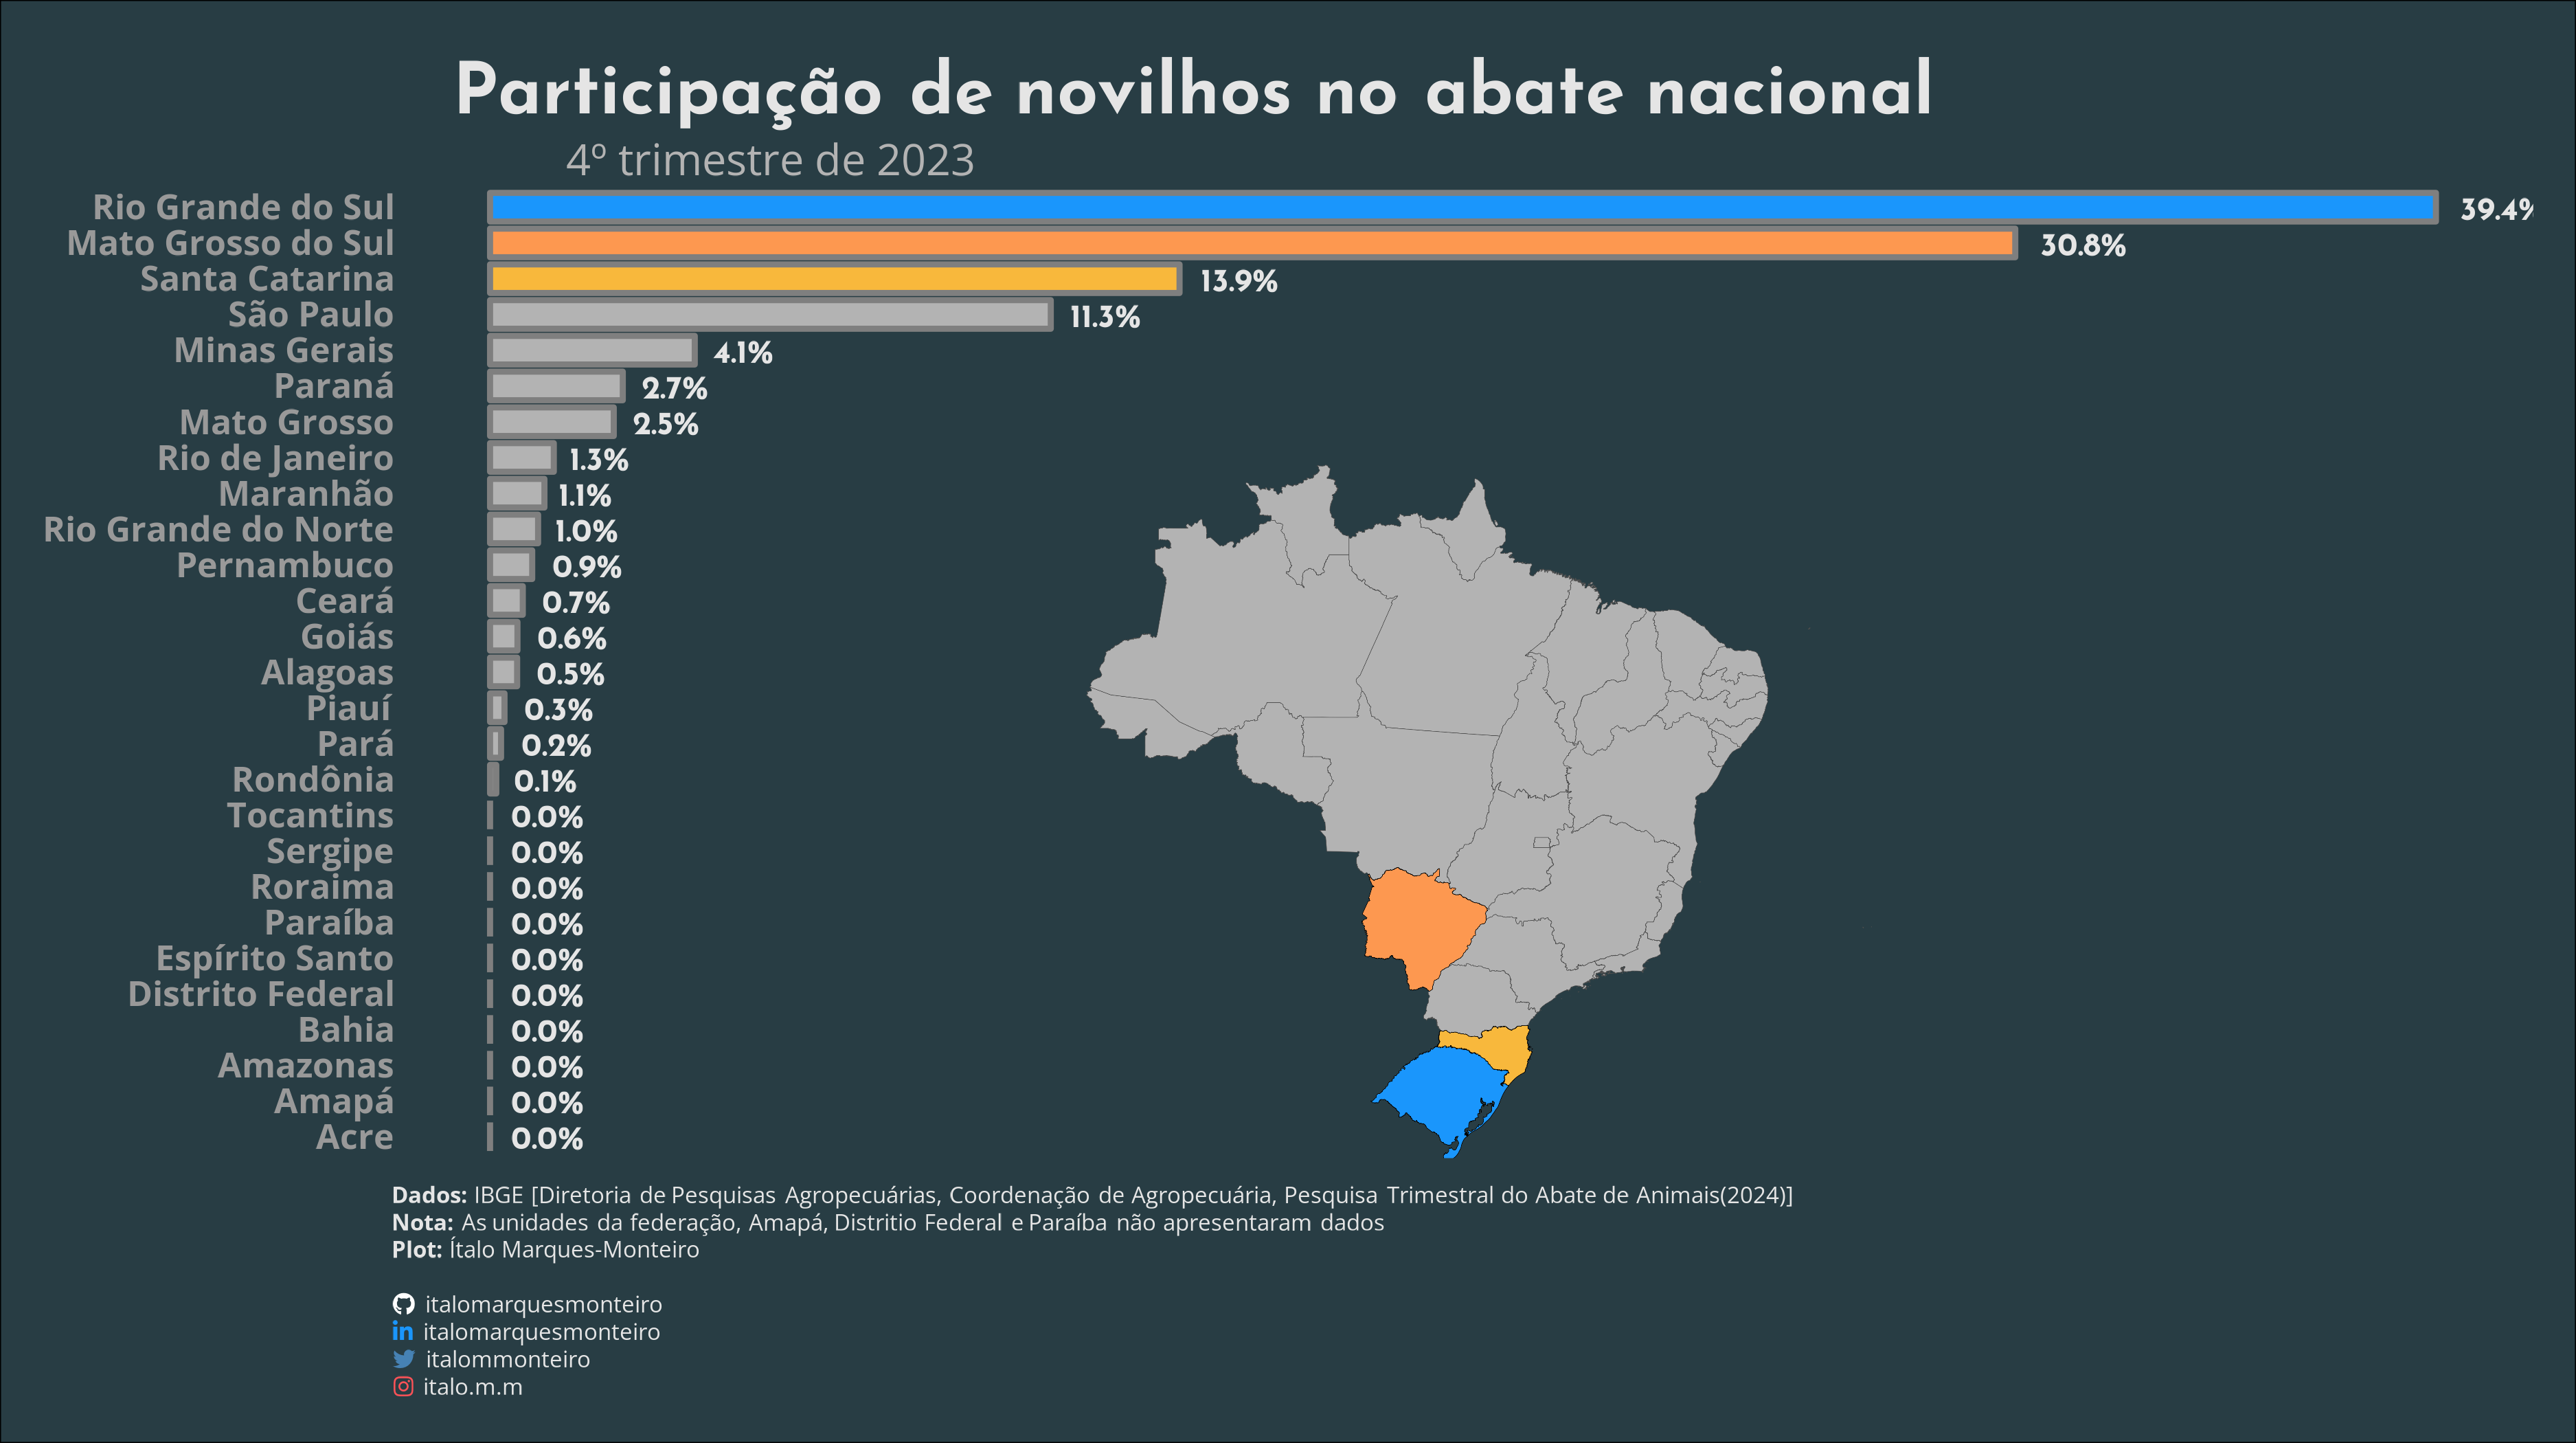 Participação de novilhos no abate nacional
4º trimestre de 2023
Rio Grande do Sul 39.4%
Mato Grosso do Sul 30.8%
Santa Catarina 13.9%
São Paulo 11.3%
Minas Gerais 4.1%
Paraná 2.7%
Mato Grosso 2.5%
Rio de Janeiro 1.3%
Maranhão 1.1%
Rio Grande do Norte 1.0%
Pernambuco 0.9%
Ceará 0.7%
Goiás 0.6%
Alagoas 0.5%
Piauí 0.3%
Pará 0.2%
Rondônia 0.1%
Tocantins 0.0%
Sergipe 0.0%
Roraima 0.0%
Paraíba 0.0%
Espírito Santo 0.0%
Distrito Federal 0.0%
Bahia 0.0%
Amazonas 0.0%
Amapá 0.0%
Acre 0.0%
Dados: IBGE [Diretoria de Pesquisas Agropecuárias, Coordenação de Agropecuária, Pesquisa Trimestral do Abate de Animais(2024)]
Nota: As unidades da federação, Amapá, Distritio Federal e Paraíba não apresentaram dados
Plot: Ítalo Marques-Monteiro
italomarquesmonteiro
in italomarquesmonteiro
italommonteiro
italo.m.m